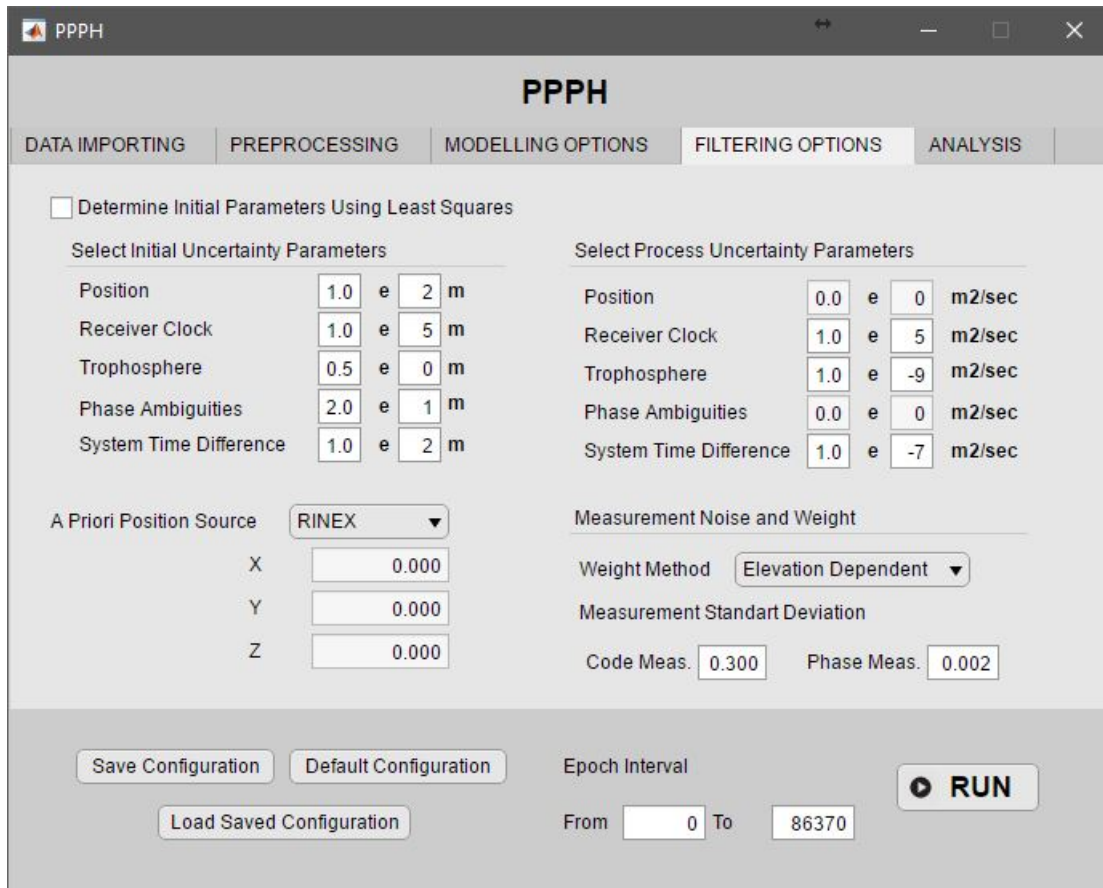 PPPH
PPPH
DATA IMPORTING PREPROCESSING MODELLING OPTIONS FILTERING OPTIONS ANALYSIS
Determine Initial Parameters Using Least Squares
Select Initial Uncertainty Parameters
Position 1.0 e 2 m
Receiver Clock 1.0 e 5 m
Trophosphere 0.5 e 0 m
Phase Ambiguities 2.0 e 1 m
System Time Difference 1.0 e 2 m
Select Process Uncertainty Parameters
Position 0.0 e 0 m2/sec
Receiver Clock 1.0 e 5 m2/sec
Trophosphere 1.0 e -9 m2/sec
Phase Ambiguities 0.0 e 0 m2/sec
System Time Difference 1.0 e -7 m2/sec
A Priori Position Source RINEX
X 0.000
Y 0.000
Z 0.000
Measurement Noise and Weight
Weight Method Elevation Dependent
Measurement Standart Deviation
Code Meas. 0.300 Phase Meas. 0.002
Save Configuration Default Configuration
Load Saved Configuration
Epoch Interval
From 0 To 86370
RUN